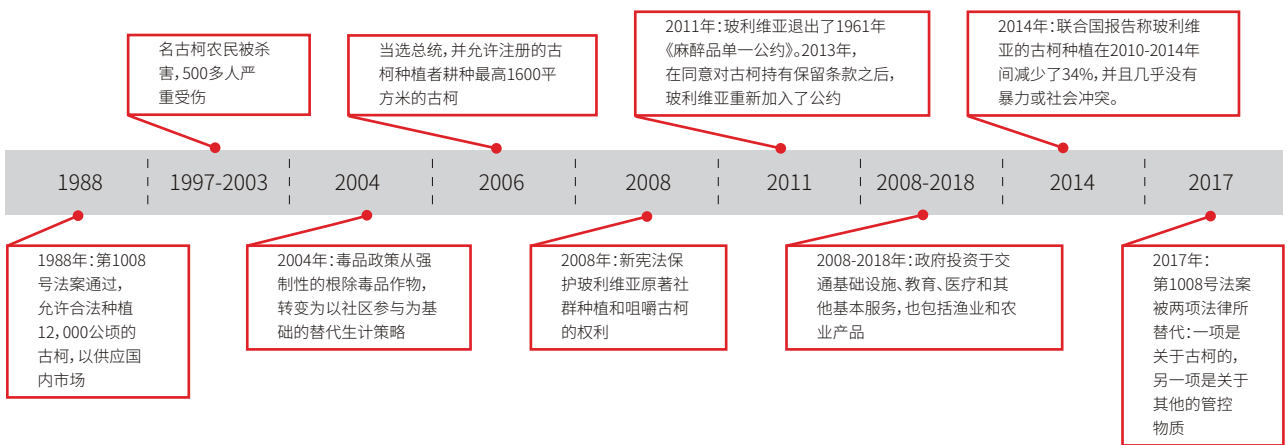 名古柯农民被杀
害，500多人严
重受伤
当选总统，并允许注册的古
柯种植者耕种最高1600平
方米的古柯
2011年：玻利维亚退出了1961年
《麻醉品单一公约》。2013年，
在同意对古柯持有保留条款之后，
玻利维亚重新加入了公约
2014年：联合国报告称玻利维
亚的古柯种植在2010-2014年
间减少了34%，并且几乎没有
暴力或社会冲突。
1988
1997-2003
2004
2006
2008
2011
2008-2018
2014
2017
1988年：第1008
号法案通过，
允许合法种植
12，000公顷的
古柯，以供应国
内市场
2004年：毒品政策从强
制性的根除毒品作物，
转变为以社区参与为基
础的替代生计策略
2008年：新宪法保
护玻利维亚原著社
群种植和咀嚼古柯
的权利
2008-2018年：政府投资于交
通基础设施、教育、医疗和其
他基本服务，也包括渔业和农
业产品
2017年：
第1008号法案
被两项法律所
替代：一项是
关于古柯的，
另一项是关于
其他的管控
物质